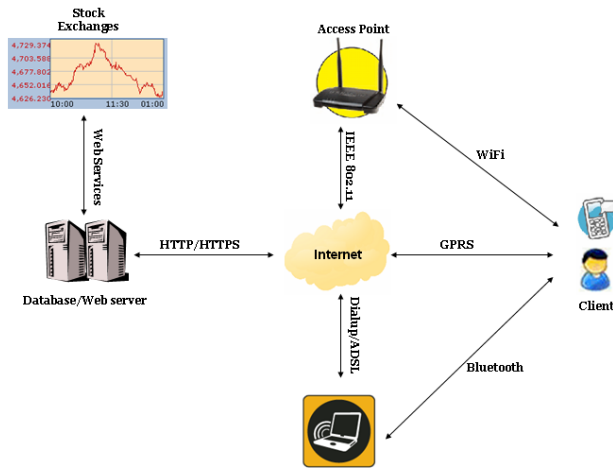 Stock
Exchanges
4,729.374
4,703.588
4,677.802
4,652.016
4,626.230
10:00 11:30 01:00
Access Point
Web Services
IEEE 802.11
WiFi
HTTP/HTTPS
Internet
GPRS
Database/Web server
Client
Dialup/ADSL
Bluetooth